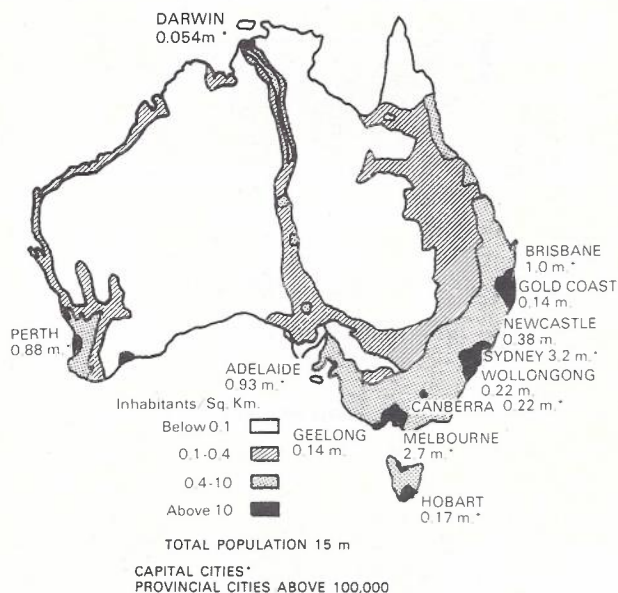 DARWIN
0.054m *
BRISBANE
1.0 m.*
GOLD COAST
0.14 m.
NEWCASTLE
0.38 m.
SYDNEY 3.2 m.*
WOLLONGONG
0.22 m.
CANBERRA 0.22 m.*
PERTH
0.88 m.*
ADELAIDE
0.93 m.*
GEELONG
0.14 m.
MELBOURNE
2.7 m.*
HOBART
0.17 m.*
Inhabitants/Sq. Km.
Below 0.1
0.1-0.4
0.4-10
Above 10
TOTAL POPULATION 15 m
CAPITAL CITIES*
PROVINCIAL CITIES ABOVE 100,000